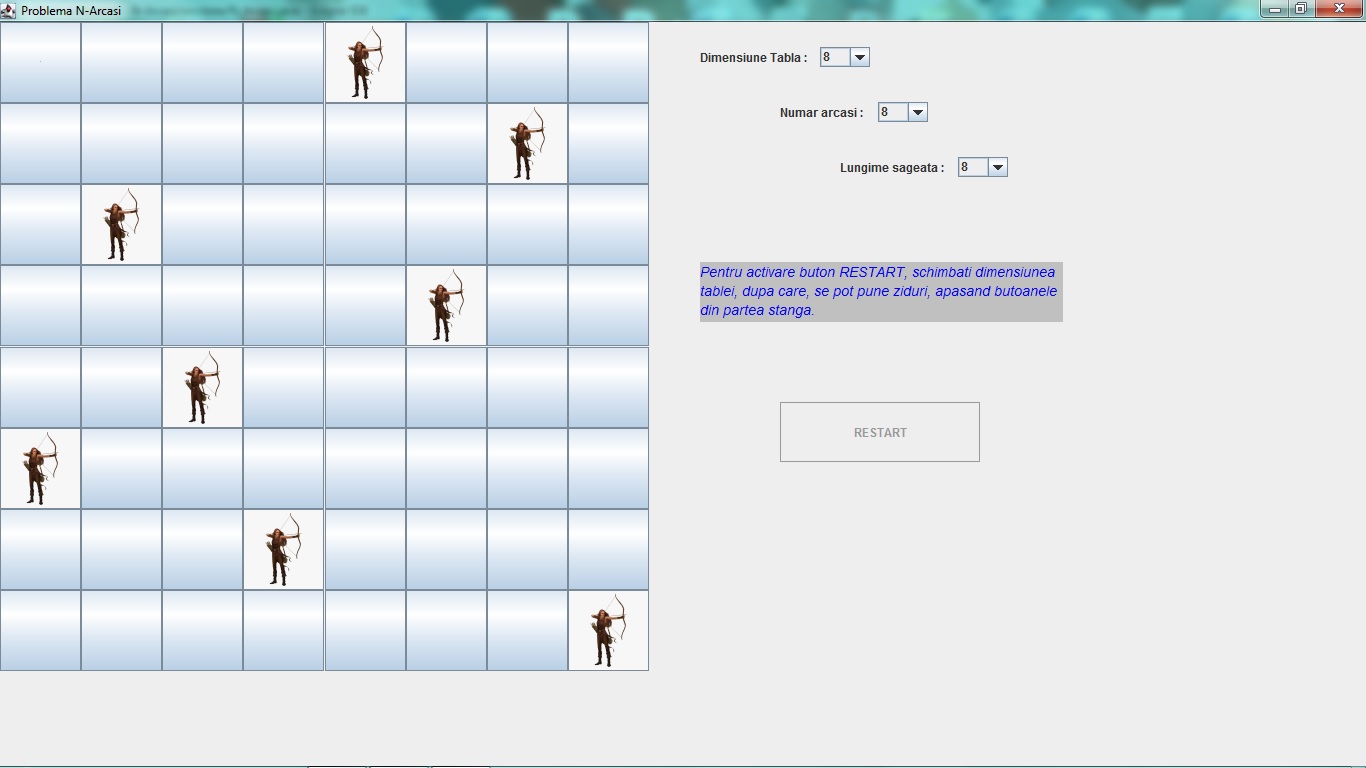 Problema N-Arcasi
Dimensiune Tabla : 8
Numar arcasi : 8
Lungime sageata : 8
Pentru activare buton RESTART, schimbati dimensiunea
tablei, dupa care, se pot pune ziduri, apasand butoanele
din partea stanga.
RESTART